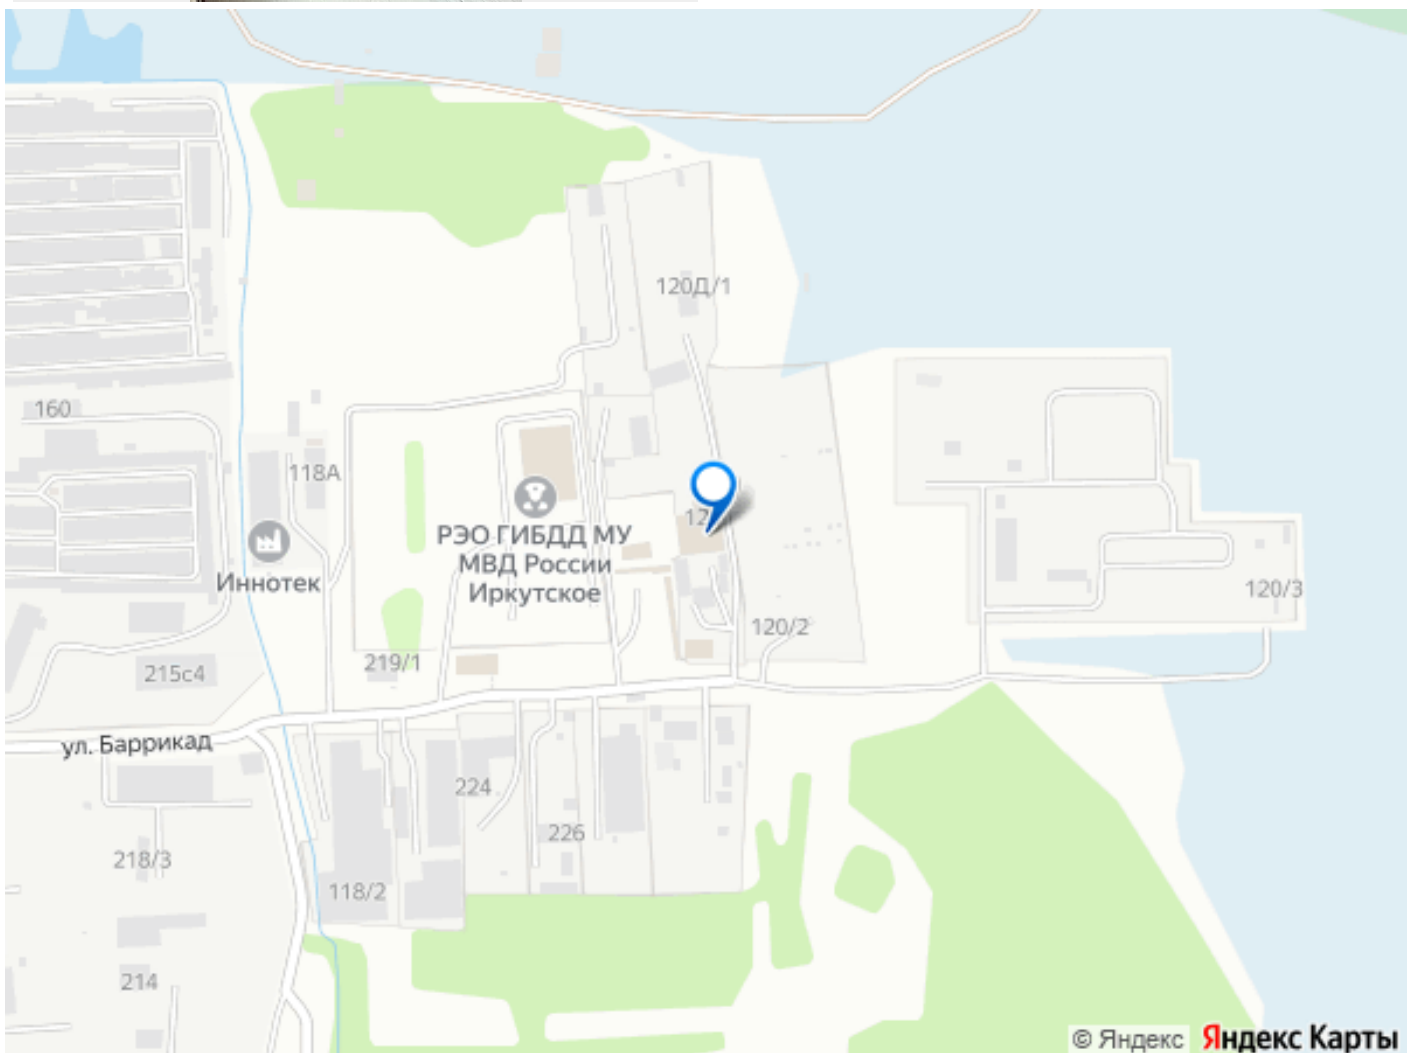 120Д/1
160
118А
РЭО ГИБДД МУ
МВД России
Иркутское
Иннотек
120/3
120/2
219/1
215с4
ул. Баррикад
224
226
218/3
118/2
214
© Яндекс Яндекс Карты